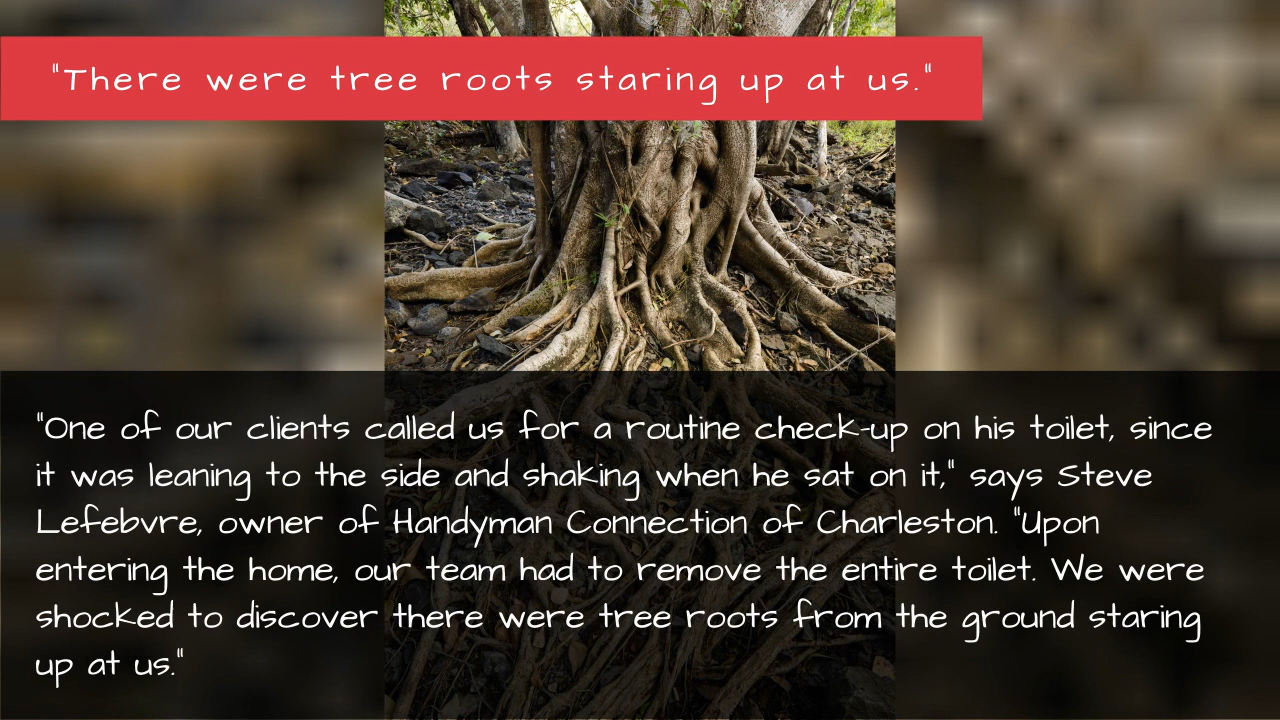 "There were tree roots staring up at us."
"One of our clients called us for a routine check-up on his toilet, since
it was leaning to the side and shaking when he sat on it," says Steve
Lefebvre, owner of Handyman Connection of Charleston. "Upon
entering the home, our team had to remove the entire toilet. We were
shocked to discover there were tree roots from the ground staring
up at us."